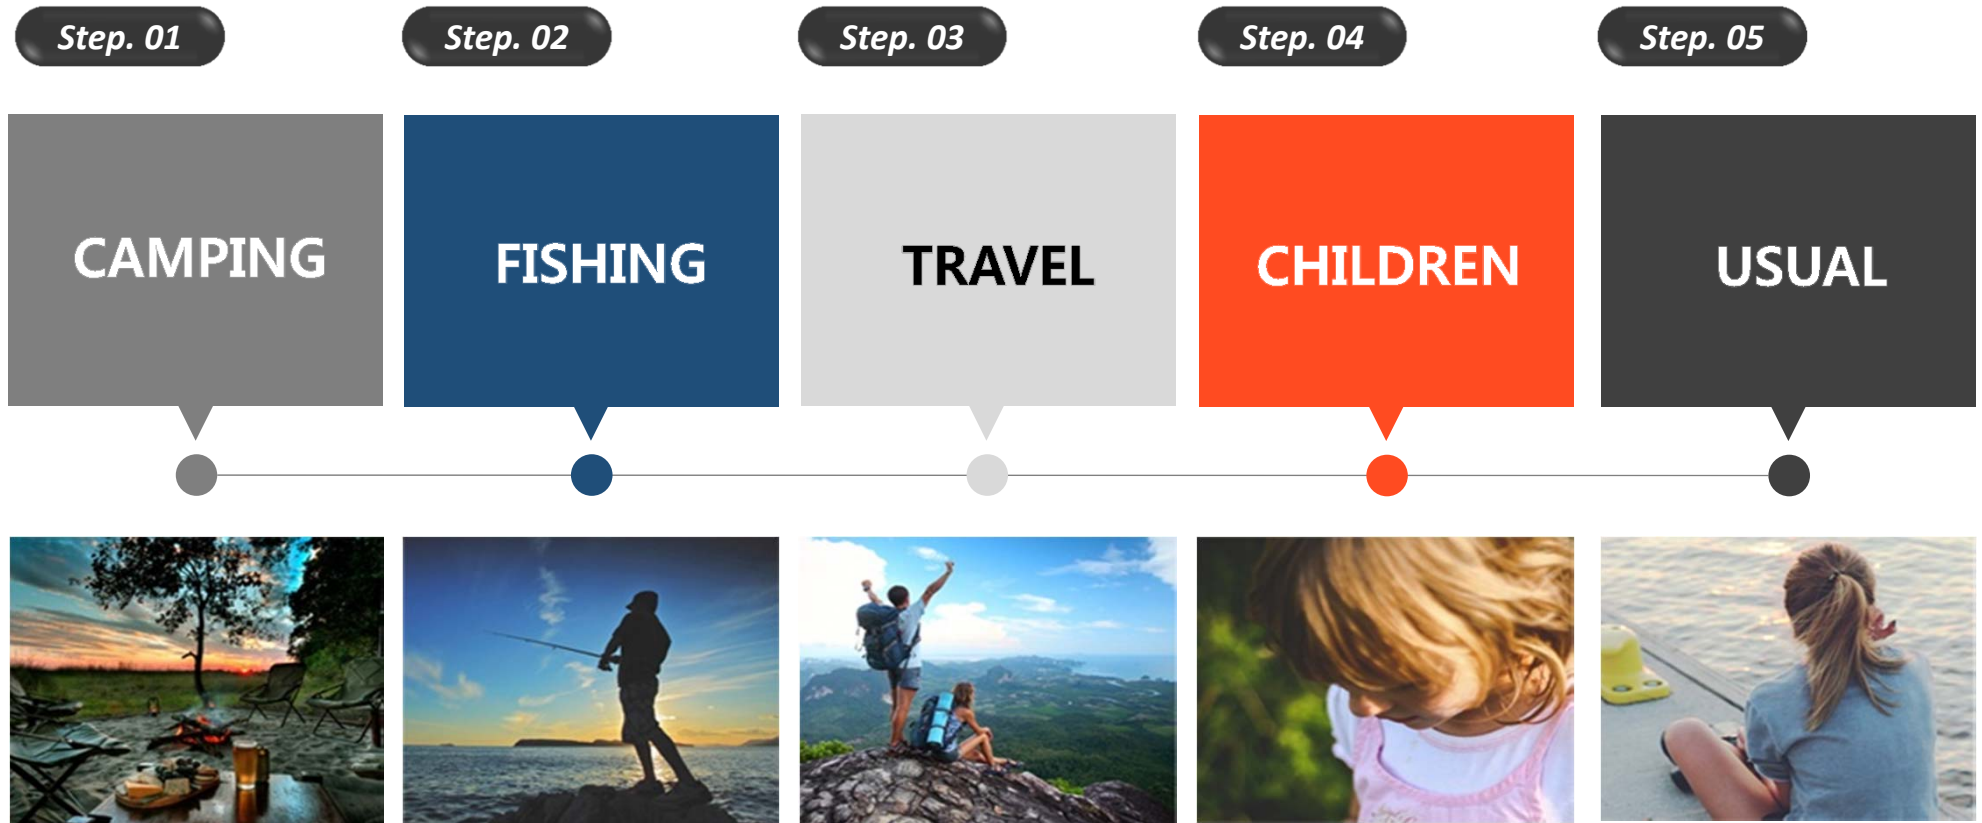 Step. 01
Step. 02
Step. 03
Step. 04
Step. 05
CAMPING
FISHING
TRAVEL
CHILDREN
USUAL